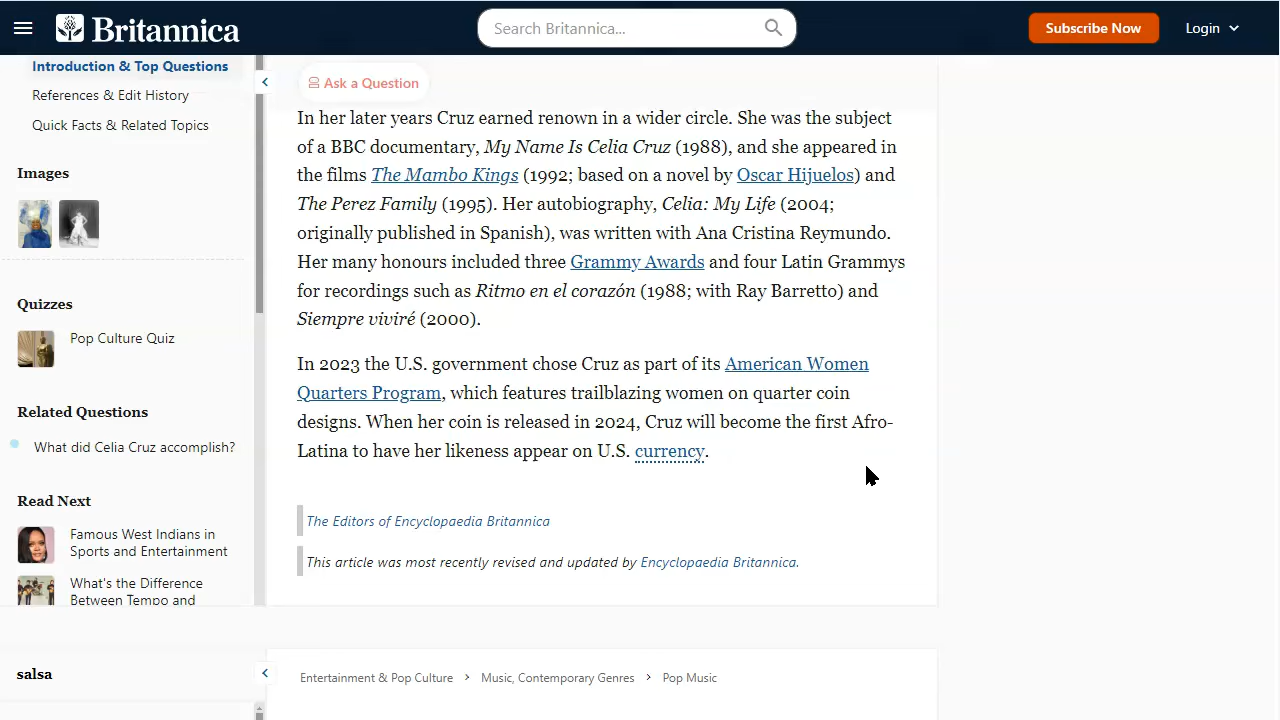 Britannica
Search Britannica...
Subscribe Now
Login
Introduction & Top Questions
References & Edit History
Quick Facts & Related Topics
Images
Quizzes
Pop Culture Quiz
Related Questions
What did Celia Cruz accomplish?
Read Next
Famous West Indians in
Sports and Entertainment
What's the Difference
Between Tempo and
salsa
Ask a Question
In her later years Cruz earned renown in a wider circle. She was the subject
of a BBC documentary, My Name Is Celia Cruz (1988), and she appeared in
the films The Mambo Kings (1992; based on a novel by Oscar Hijuelos) and
The Perez Family (1995). Her autobiography, Celia: My Life (2004;
originally published in Spanish), was written with Ana Cristina Reymundo.
Her many honours included three Grammy Awards and four Latin Grammys
for recordings such as Ritmo en el corazón (1988; with Ray Barretto) and
Siempre viviré (2000).
In 2023 the U.S. government chose Cruz as part of its American Women
Quarters Program, which features trailblazing women on quarter coin
designs. When her coin is released in 2024, Cruz will become the first Afro-
Latina to have her likeness appear on U.S. currency.
The Editors of Encyclopaedia Britannica
This article was most recently revised and updated by Encyclopaedia Britannica.
Entertainment & Pop Culture > Music, Contemporary Genres > Pop Music